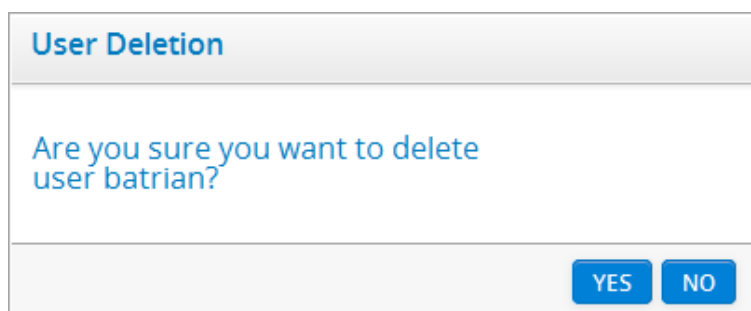 User Deletion
Are you sure you want to delete
user batrian?
YES NO